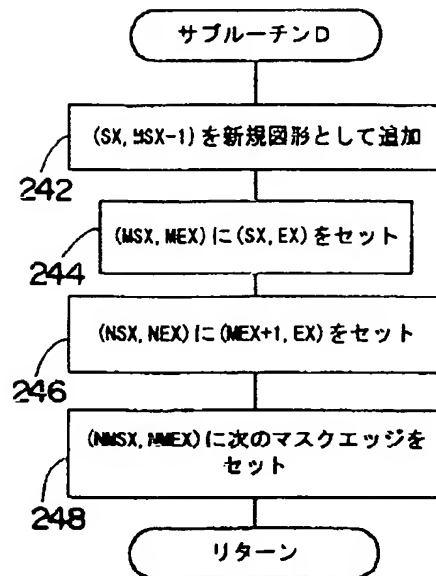 サブルーチンD
(SX, MSX-1)を新規図形として追加
242
(MSX, MEX)に(SX, EX)をセット
244
(NSX, NEX)に(MEX+1, EX)をセット
246
(NMSX, NMEX)に次のマスクエッジを
セット
248
リターン